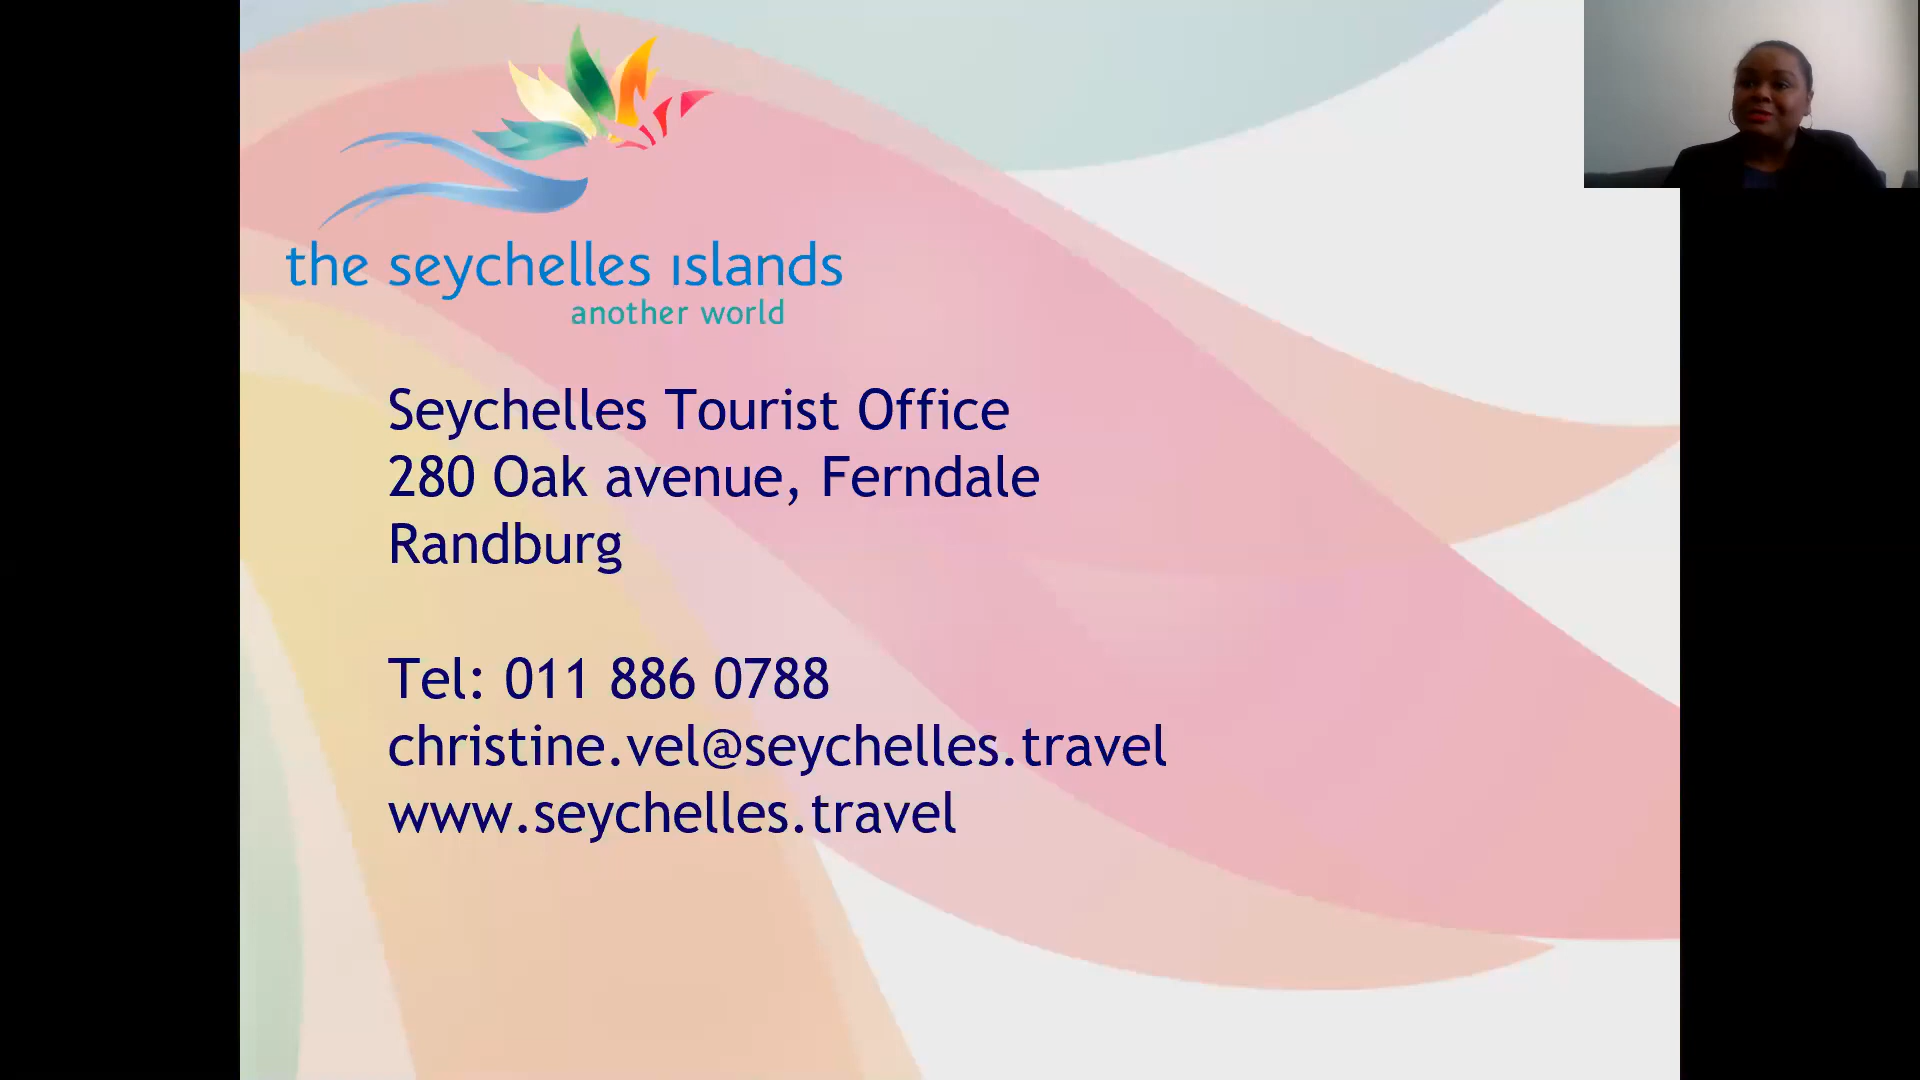 the seychelles ıslands
another world
Seychelles Tourist Office
280 Oak avenue, Ferndale
Randburg
Tel: 011 886 0788
christine.vel@seychelles.travel
www.seychelles.travel